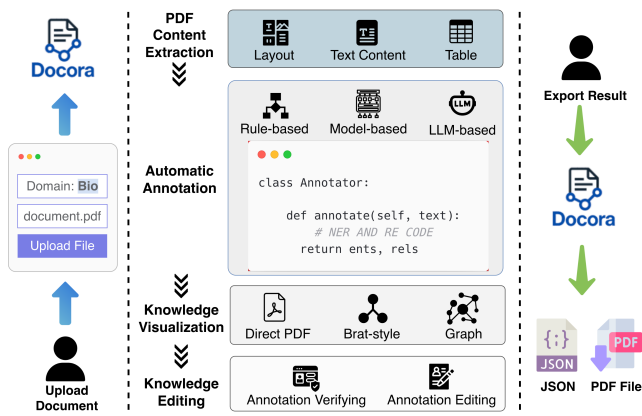 Docora
Domain: Bio
document.pdf
Upload File
Upload
Document
PDF
Content
Extraction
Layout
Text Content
Table
Automatic
Annotation
Rule-based
Model-based
LLM
LLM-based
class Annotator:
def annotate(self, text):
# NER AND RE CODE
return ents, rels
Knowledge
Visualization
Direct PDF
Brat-style
Graph
Knowledge
Editing
Annotation Verifying
Annotation Editing
Export Result
Docora
{;}
JSON
PDF
JSON
PDF File